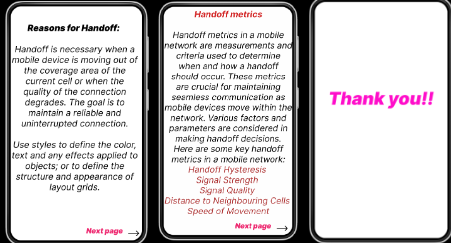 Reasons for Handoff:
Handoff is necessary when a
mobile device is moving out of
the coverage area of the
current cell or when the
quality of the connection
degrades. The goal is to
maintain a reliable and
uninterrupted connection.
Use styles to define the color,
text and any effects applied to
objects; or to define the
structure and appearance of
layout grids.
Next page
Handoff metrics
Handoff metrics in a mobile
network are measurements and
criteria used to determine
when and how a handoff
should occur. These metrics
are crucial for maintaining
seamless communication as
mobile devices move within the
network. Various factors and
parameters are considered in
making handoff decisions.
Here are some key handoff
metrics in a mobile network:
Handoff Hysteresis
Signal Strength
Signal Quality
Distance to Neighbouring Cells
Speed of Movement
Next page
Thank you!!